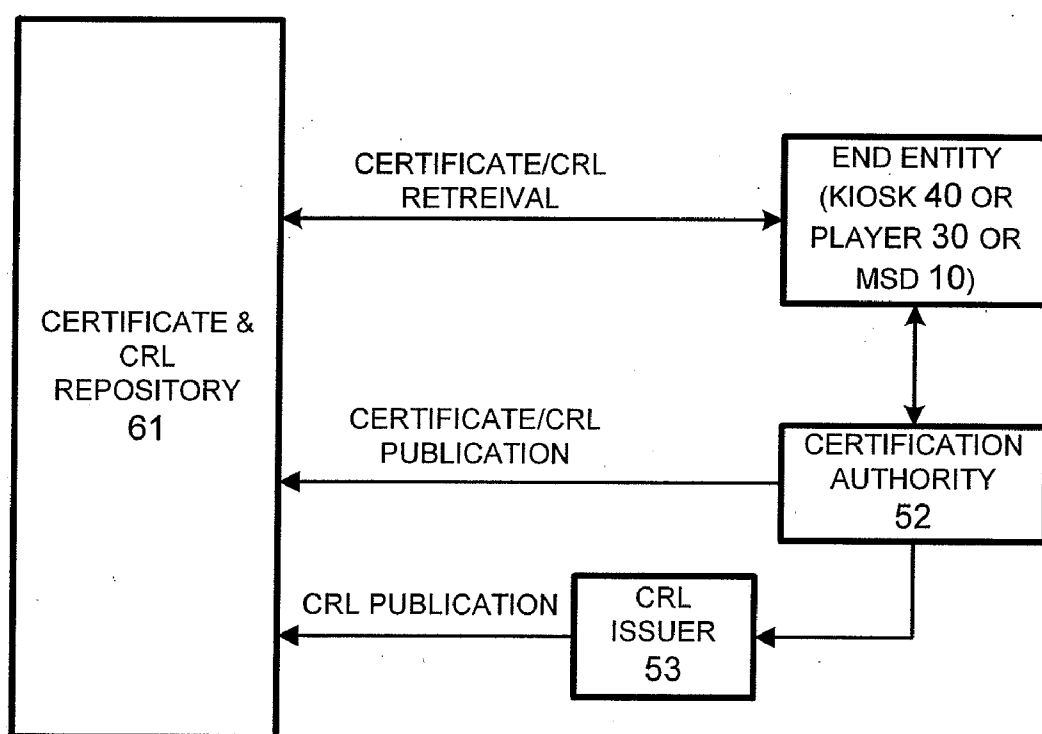 CERTIFICATE &
CRL
REPOSITORY
61
CERTIFICATE/CRL
RETREIVAL
END ENTITY
(KIOSK 40 OR
PLAYER 30 OR
MSD 10)
CERTIFICATE/CRL
PUBLICATION
CERTIFICATION
AUTHORITY
52
CRL PUBLICATION
CRL
ISSUER
53